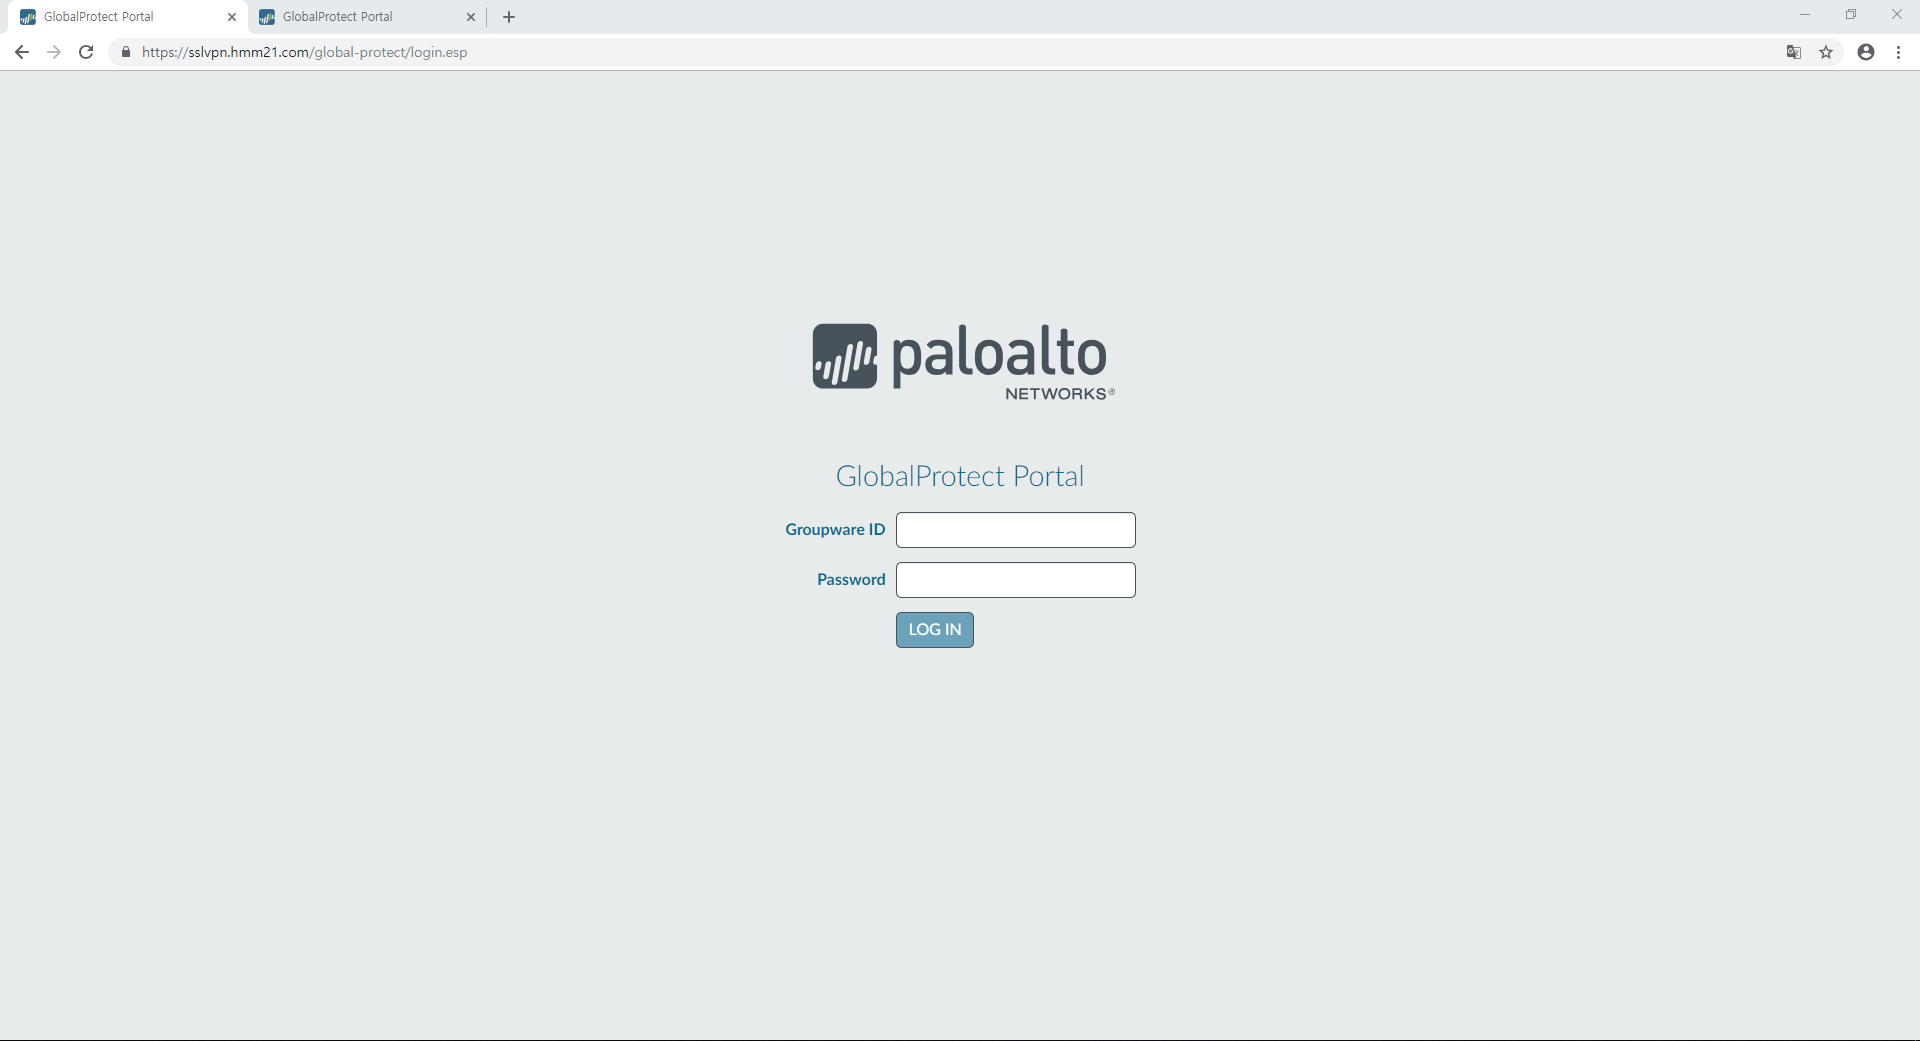 GlobalProtect Portal
GlobalProtect Portal
https://sslvpn.hmm21.com/global-protect/login.esp
paloalto
NETWORKS®
GlobalProtect Portal
Groupware ID
Password
LOG IN